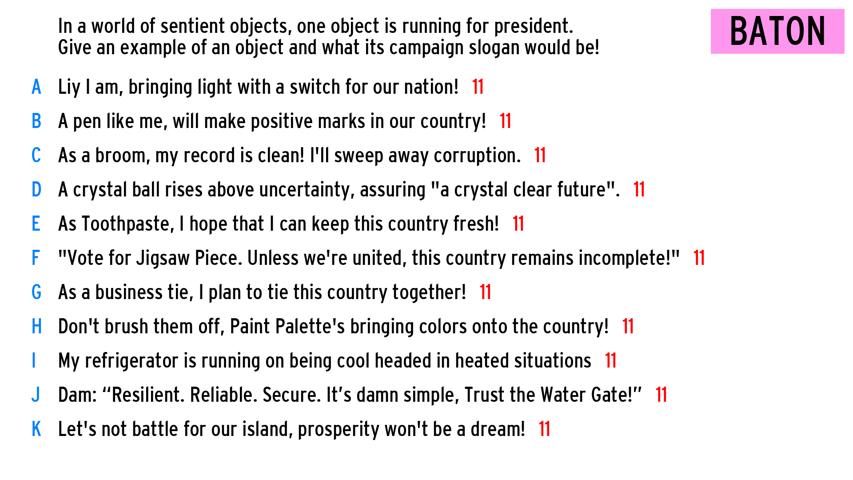 In a world of sentient objects, one object is running for president.
Give an example of an object and what its campaign slogan would be!
BATON
A Liy I am, bringing light with a switch for our nation! 11
B A pen like me, will make positive marks in our country! 11
C As a broom, my record is clean! I'll sweep away corruption. 11
D A crystal ball rises above uncertainty, assuring "a crystal clear future". 11
E As Toothpaste, I hope that I can keep this country fresh! 11
F "Vote for Jigsaw Piece. Unless we're united, this country remains incomplete!" 11
G As a business tie, I plan to tie this country together! 11
H Don't brush them off, Paint Palette's bringing colors onto the country! 11
I My refrigerator is running on being cool headed in heated situations 11
J Dam: “Resilient. Reliable. Secure. It’s damn simple, Trust the Water Gate!” 11
K Let's not battle for our island, prosperity won't be a dream! 11